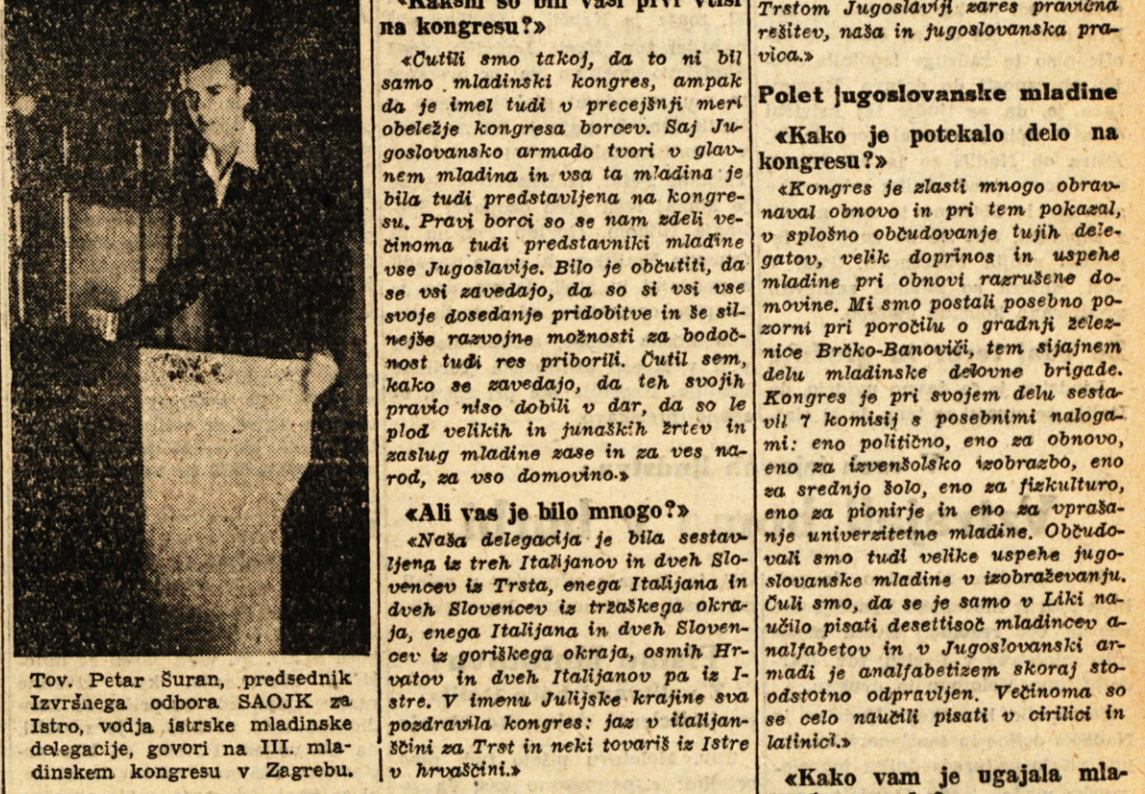 Tov. Petar Šuran, predsednik
Izvršnega odbora SAOJK za
Istro, vodja istrske mladinske
delegacije, govori na III. mla-
dinskem kongresu v Zagrebu.
«Kakšni so bili vaši prvi vtisi
na kongresu?»
«Čutili smo takoj, da to ni bil
samo mladinski kongres, ampak
da je imel tudi v precejšnji meri
obeležje kongresa borcev. Saj Ju-
goslovansko armado tvori v glav-
nem mladina in vsa ta mladina je
bila tudi predstavljena na kongre-
su. Pravi borci so se nam zdeli ve-
činoma tudi predstavniki mladine
vse Jugoslavije. Bilo je občutiti, da
se vsi zavedajo, da so si vsi vse
svoje dosedanje pridobitve in še sil-
nejše razvojne možnosti za bodoč-
nost tudi res priborili. Čutil sem,
kako se zavedajo, da teh svojih
pravic niso dobili v dar, da so le
plod velikih in junaških žrtev in
zaslug mladine zase in za ves na-
rod, za vso domovino.»
«Ali vas je bilo mnogo?»
«Naša delegacija je bila sestav-
ljena iz treh Italijanov in dveh Slo-
vencev iz Trsta, enega Italijana in
dveh Slovencev iz tržaškega okra-
ja, enega Italijana in dveh Sloven-
cev iz goriškega okraja, osmih Hr-
vatov in dveh Italijanov pa iz I-
stre. V imenu Julijske krajine sva
pozdravila kongres: jaz v italijan-
ščini za Trst in neki tovariš iz Istre
v hrvaščini.»
Trstom Jugoslaviji zares pravična
rešitev, naša in jugoslovanska pra-
vica.»
Polet jugoslovanske mladine
«Kako je potekalo delo na
kongresu?»
«Kongres je zlasti mnogo obrav-
naval obnovo in pri tem pokazal,
v splošno občudovanje tujih dele-
gatov, velik doprinos in uspehe
mladine pri obnovi razrušene do-
movine. Mi smo postali posebno po-
zorni pri poročilu o gradnji želez-
nice Brčko-Banoviči, tem sijajnem
delu mladinske delovne brigade.
Kongres je pri svojem delu sesta-
vil 7 komisij s posebnimi naloga-
mi: eno politično, eno za obnovo,
eno za izvenšolsko izobrazbo, eno
za srednjo šolo, eno za fizkulturo,
eno za pionirje in eno za vpraša-
nje univerzitetne mladine. Občudo-
vali smo tudi velike uspehe jugo-
slovanske mladine v izobraževanju.
Čuli smo, da se je samo v Liki na-
učilo pisati desettisoč mladincev a-
nalfabetov in v Jugoslovanski ar-
madi je analfabetizem skoraj sto-
odstotno odpravljen. Večinoma so
se celo naučili pisati v cirilici in
latinici.»
«Kako vam je ugajala mla-